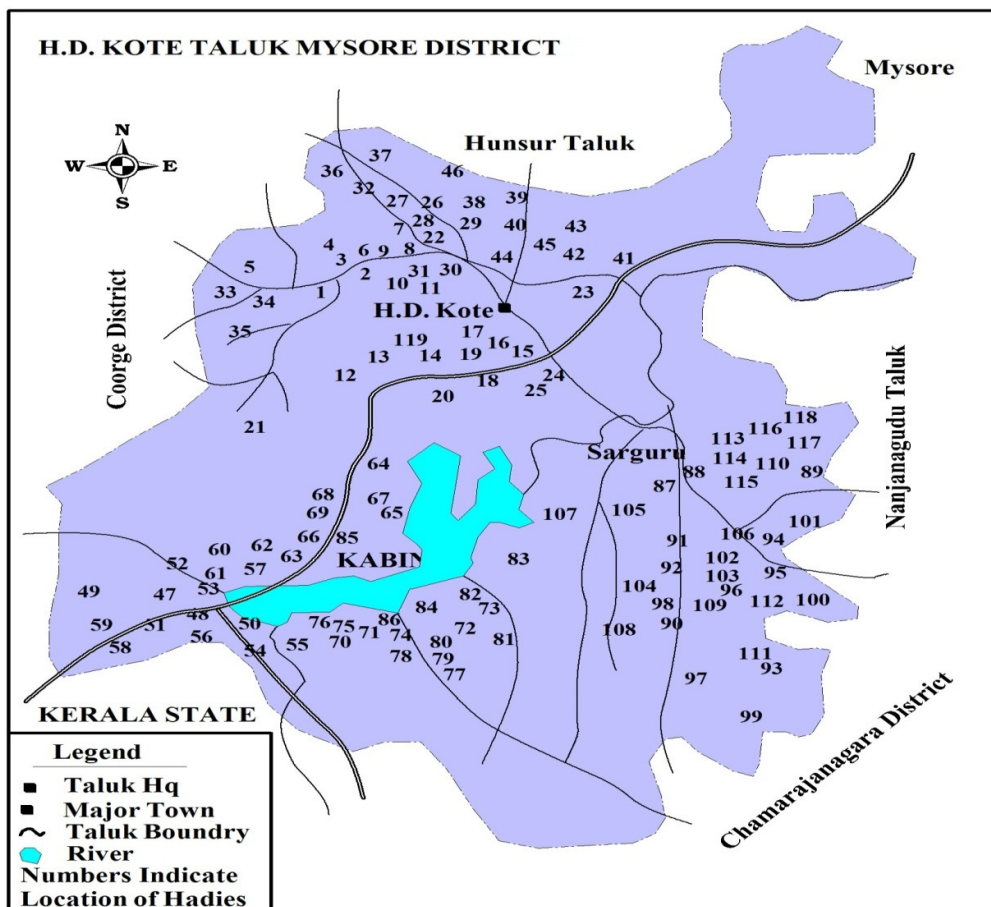 H.D. KOTE TALUK MYSORE DISTRICT
Mysore
N
W E
S
Hunsur Taluk
37
36
46
32
27 26 38 39
28 29 40 43
7
22
4 6 9 8 45 42
3 44 41
5 2 31 30
10 11 23
33 34 1
H.D. Kote
35 17
119 16
13 14 19 15
12 18 24
20 25
21
Coorge District
Nanjanagudu Taluk
118
116
113 117
Sarguru
114 110
64 88 89
115
87
68 67
69 65 107 105 101
66 85 106 94
91
60 62 63 KABIN 83 102
52 57 92 103 95
61
53 104 96
49 47 82 98 109 112 100
84 73
48 86
59 51 50 76 75 71 74 72 108 90
58 56 55 70 80 81
54 78 79 111
77 93
97
99
KERALA STATE
Chamarajanagara District
Legend
Taluk Hq
Major Town
Taluk Boundry
River
Numbers Indicate
Location of Hadies